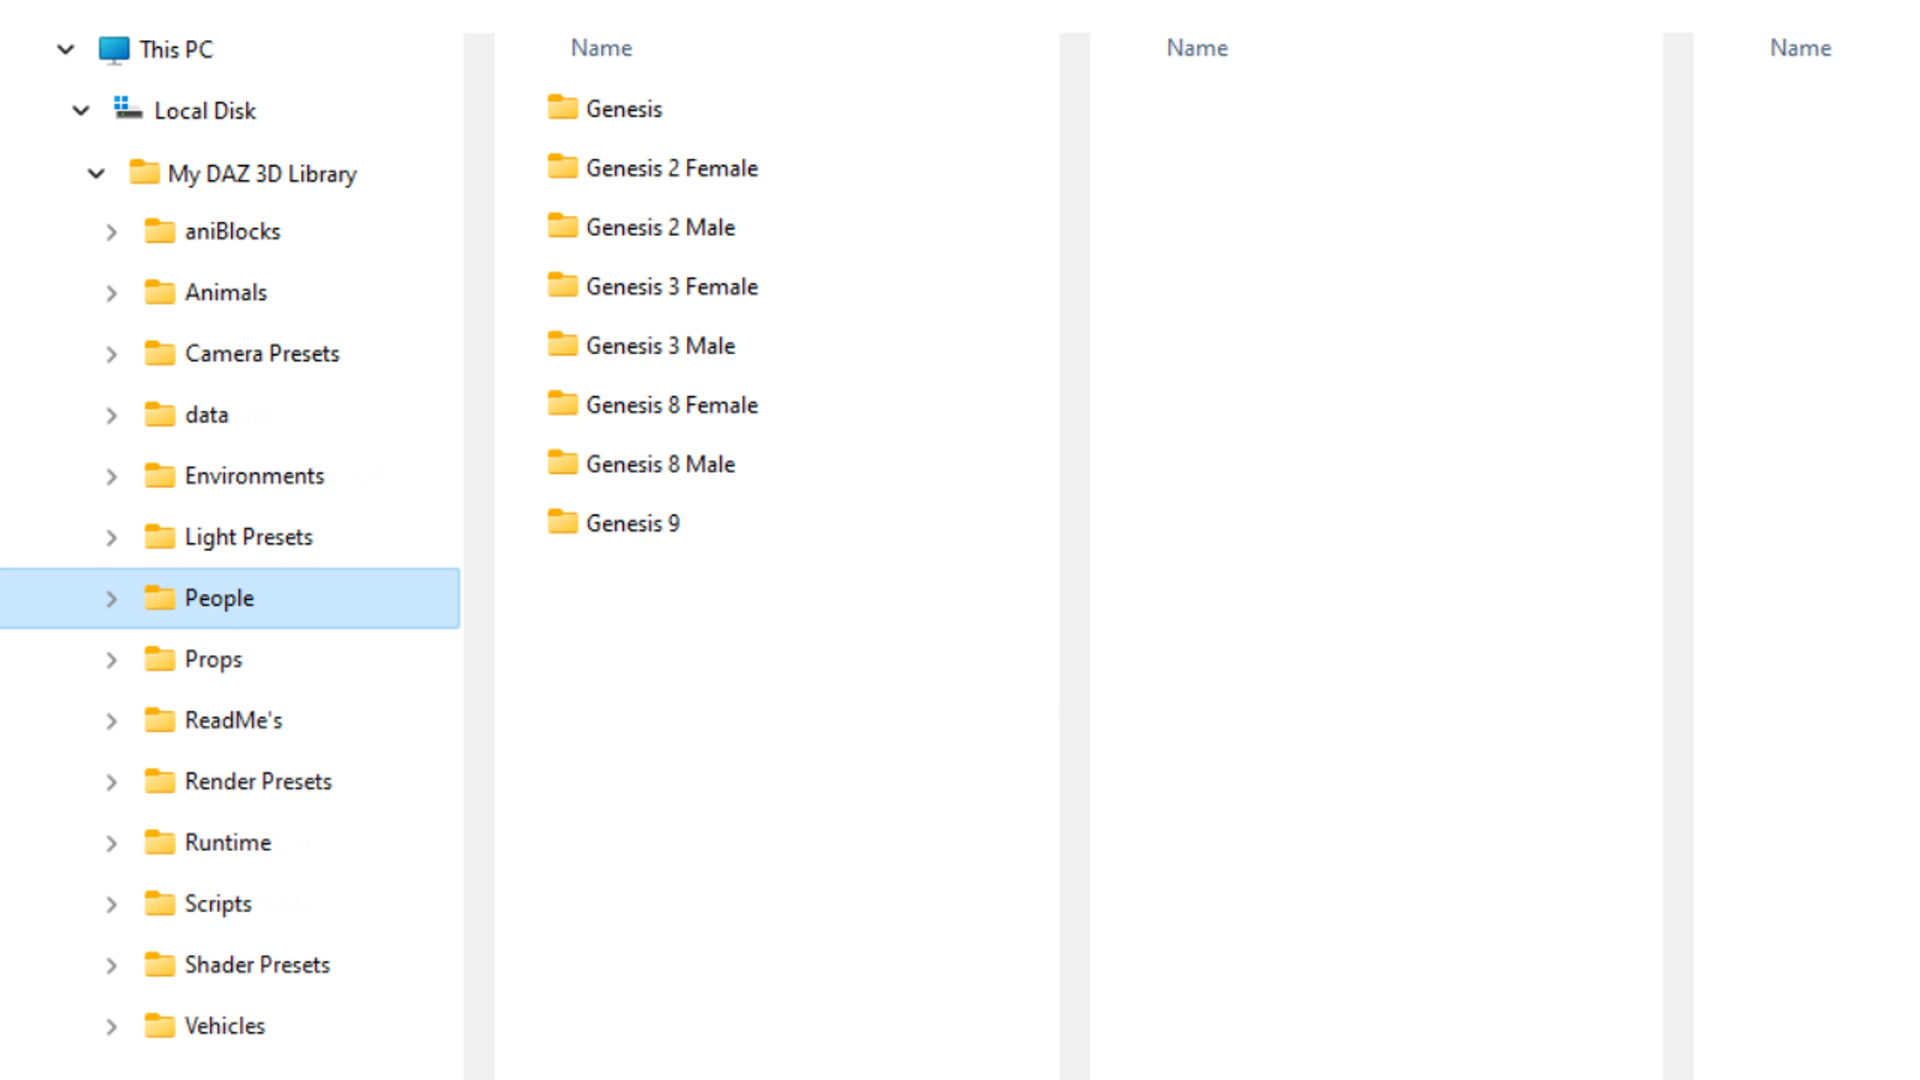 This PC
Local Disk
My DAZ 3D Library
aniBlocks
Animals
Camera Presets
data
Environments
Light Presets
People
Props
ReadMe's
Render Presets
Runtime
Scripts
Shader Presets
Vehicles
Name
Genesis
Genesis 2 Female
Genesis 2 Male
Genesis 3 Female
Genesis 3 Male
Genesis 8 Female
Genesis 8 Male
Genesis 9
Name
Name